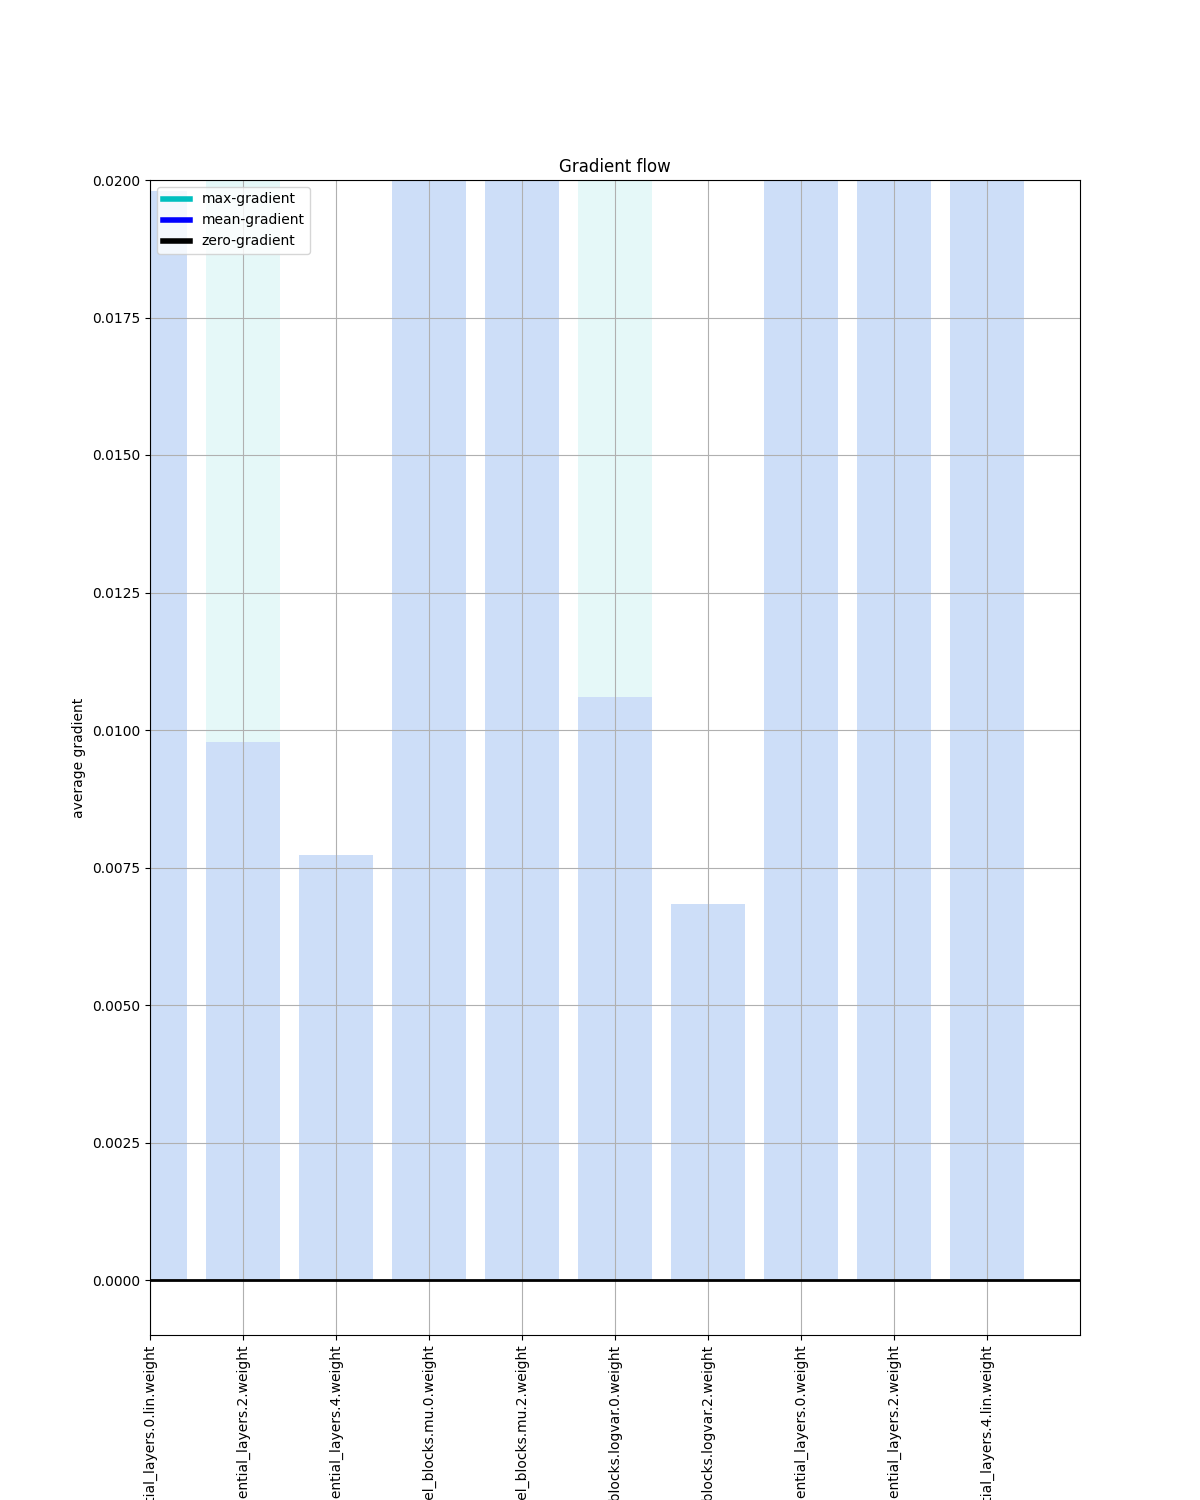 Gradient flow
max-gradient
mean-gradient
zero-gradient
0.0200
0.0175
0.0150
0.0125
0.0100
0.0075
0.0050
0.0025
0.0000
average gradient
tial_layers.0.lin.weight
ential_layers.2.weight
ential_layers.4.weight
el_blocks.mu.0.weight
el_blocks.mu.2.weight
blocks.logvar.0.weight
blocks.logvar.2.weight
ential_layers.0.weight
ential_layers.2.weight
tial_layers.4.lin.weight